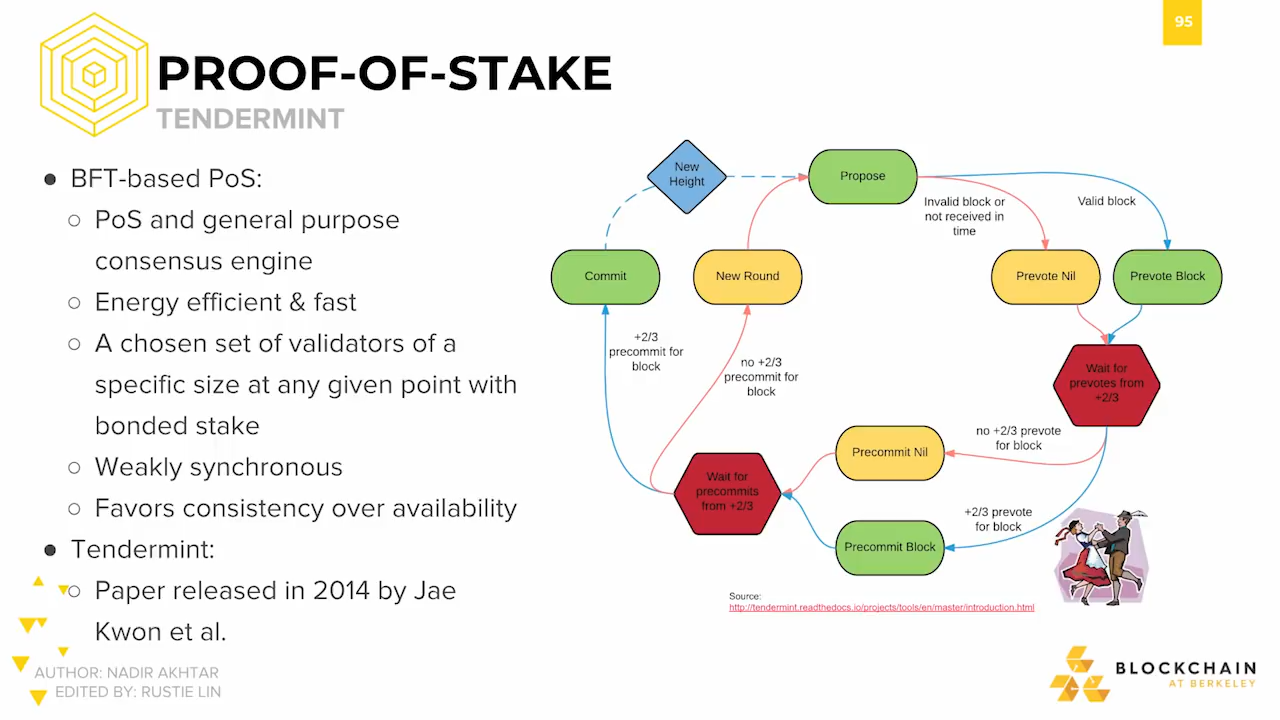 95
PROOF-OF-STAKE
TENDERMINT
● BFT-based PoS:
○ PoS and general purpose
consensus engine
○ Energy efficient & fast
○ A chosen set of validators of a
specific size at any given point with
bonded stake
○ Weakly synchronous
○ Favors consistency over availability
● Tendermint:
○ Paper released in 2014 by Jae
Kwon et al.
AUTHOR: NADIR AKHTAR
EDITED BY: RUSTIE LIN
New
Height
Propose
Invalid block or
not received in
time
Valid block
Commit
New Round
Prevote Nil
Prevote Block
+2/3
precommit for
block
no +2/3
precommit for
block
Wait for
prevotes from
+2/3
no +2/3 prevote
for block
Precommit Nil
Wait for
precommits
from +2/3
+2/3 prevote
for block
Precommit Block
Source:
http://tendermint.readthedocs.io/projects/tools/en/master/introduction.html
BLOCKCHAIN
AT BERKELEY